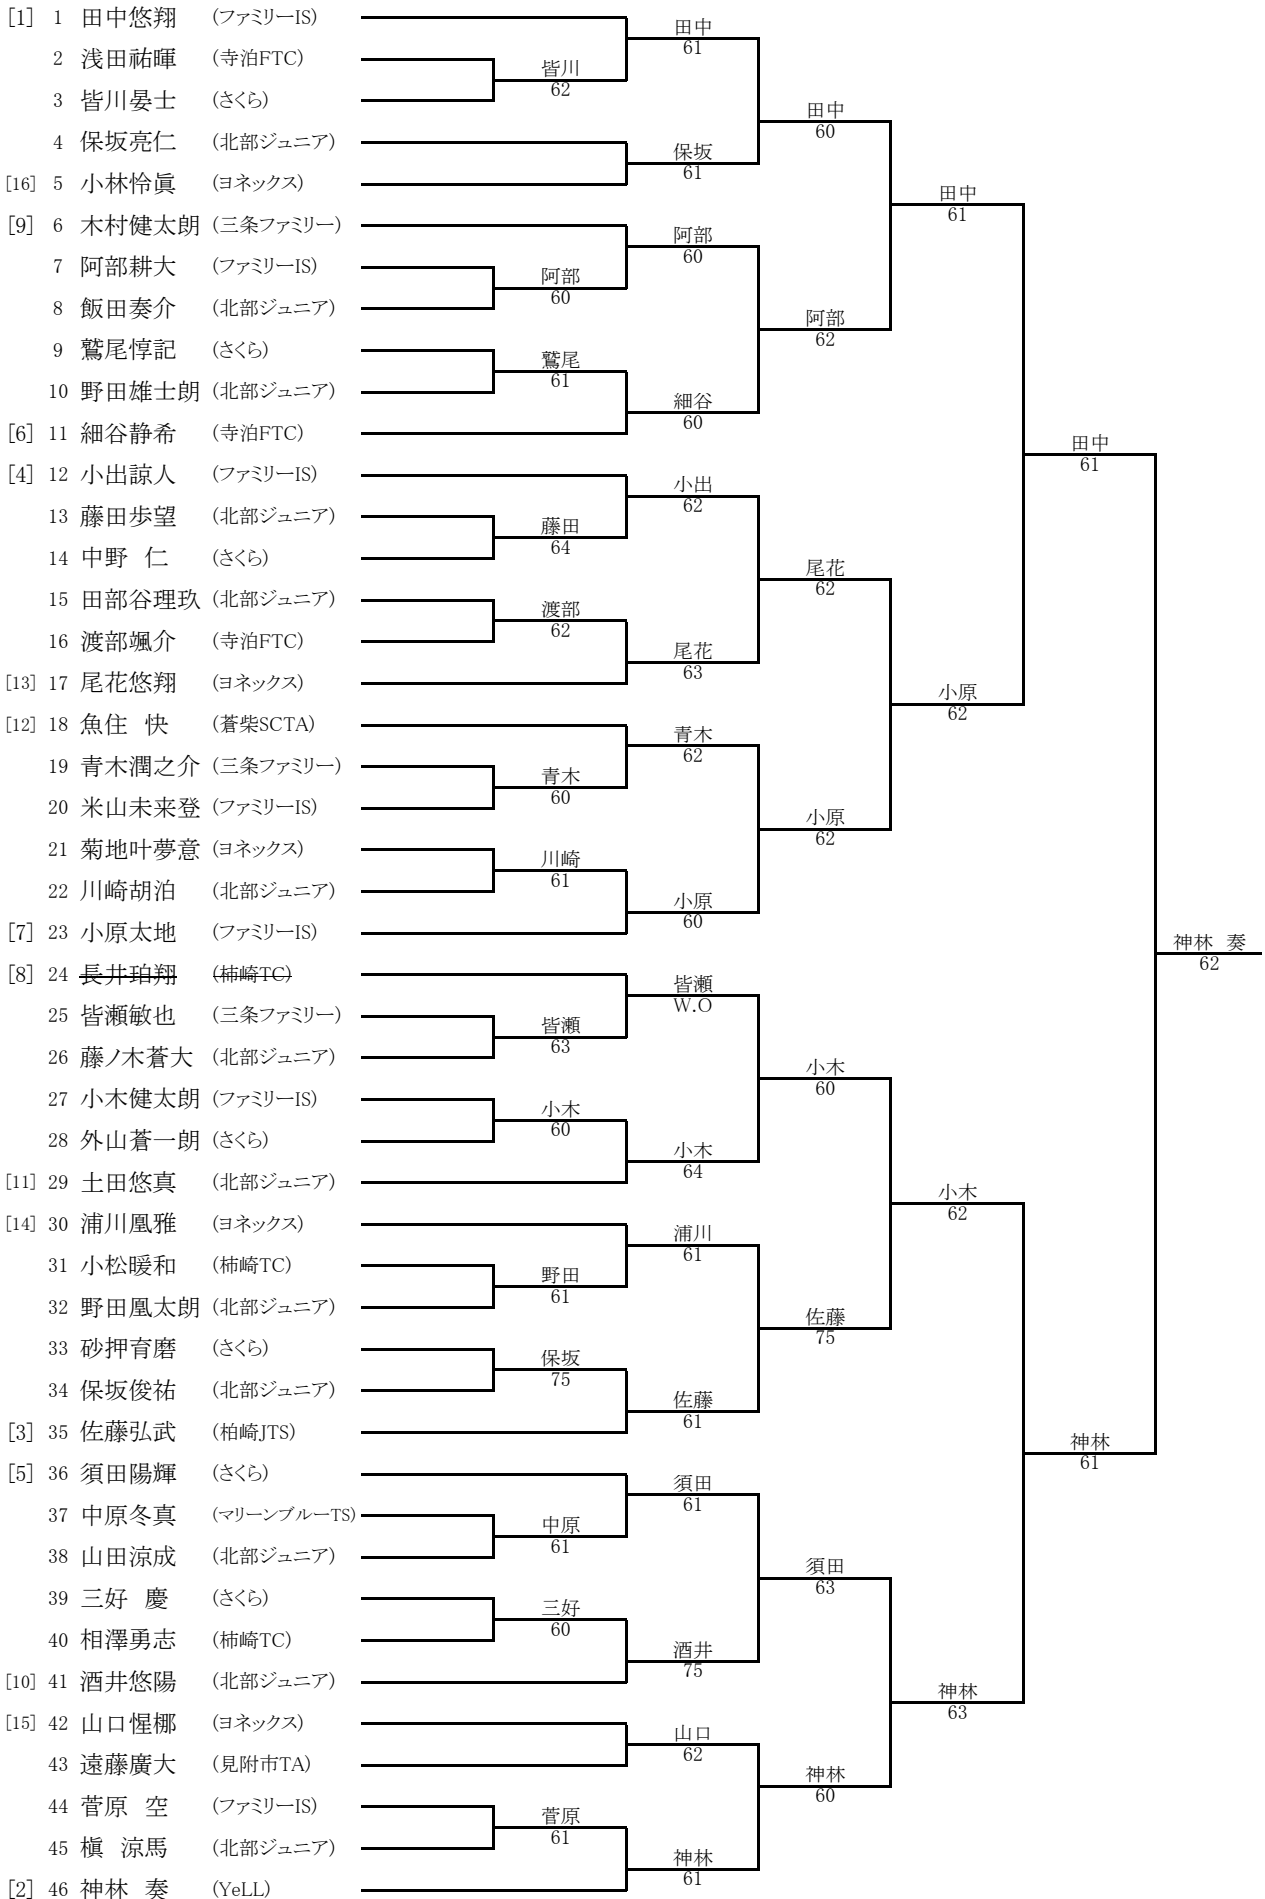 [1] 1 田中悠翔 (ファミリーIS)
2 浅田祐暉 (寺泊FTC)
3 皆川晏士 (さくら)
4 保坂亮仁 (北部ジュニア)
[16] 5 小林怜眞 (ヨネックス)
[9] 6 木村健太朗 (三条ファミリー)
7 阿部耕大 (ファミリーIS)
8 飯田奏介 (北部ジュニア)
9 鷲尾惇記 (さくら)
10 野田雄士朗 (北部ジュニア)
[6] 11 細谷静希 (寺泊FTC)
[4] 12 小出諒人 (ファミリーIS)
13 藤田歩望 (北部ジュニア)
14 中野 仁 (さくら)
15 田部谷理玖 (北部ジュニア)
16 渡部颯介 (寺泊FTC)
[13] 17 尾花悠翔 (ヨネックス)
[12] 18 魚住 快 (蒼柴SCTA)
19 青木潤之介 (三条ファミリー)
20 米山未来登 (ファミリーIS)
21 菊地叶夢意 (ヨネックス)
22 川崎胡泊 (北部ジュニア)
[7] 23 小原太地 (ファミリーIS)
[8] 24 長井珀翔 (柿崎TC)
25 皆瀬敏也 (三条ファミリー)
26 藤ノ木蒼大 (北部ジュニア)
27 小木健太朗 (ファミリーIS)
28 外山蒼一朗 (さくら)
[11] 29 土田悠真 (北部ジュニア)
[14] 30 浦川凰雅 (ヨネックス)
31 小松暖和 (柿崎TC)
32 野田凰太朗 (北部ジュニア)
33 砂押育磨 (さくら)
34 保坂俊祐 (北部ジュニア)
[3] 35 佐藤弘武 (柏崎JTS)
[5] 36 須田陽輝 (さくら)
37 中原冬真 (マリーンブルーTS)
38 山田涼成 (北部ジュニア)
39 三好 慶 (さくら)
40 相澤勇志 (柿崎TC)
[10] 41 酒井悠陽 (北部ジュニア)
[15] 42 山口惺梛 (ヨネックス)
43 遠藤廣大 (見附市TA)
44 菅原 空 (ファミリーIS)
45 槇 涼馬 (北部ジュニア)
[2] 46 神林 奏 (YeLL)
皆川
62
阿部
60
鷲尾
61
藤田
64
渡部
62
青木
60
川崎
61
皆瀬
63
小木
60
野田
61
保坂
75
中原
61
三好
60
菅原
61
田中
61
保坂
61
阿部
60
細谷
60
小出
62
尾花
63
青木
62
小原
60
皆瀬
W.O
小木
64
浦川
61
佐藤
61
須田
61
酒井
75
山口
62
神林
61
田中
60
阿部
62
尾花
62
小原
62
小木
60
佐藤
75
須田
63
神林
60
田中
61
小原
62
小木
62
神林
63
田中
61
神林
61
神林 奏
62